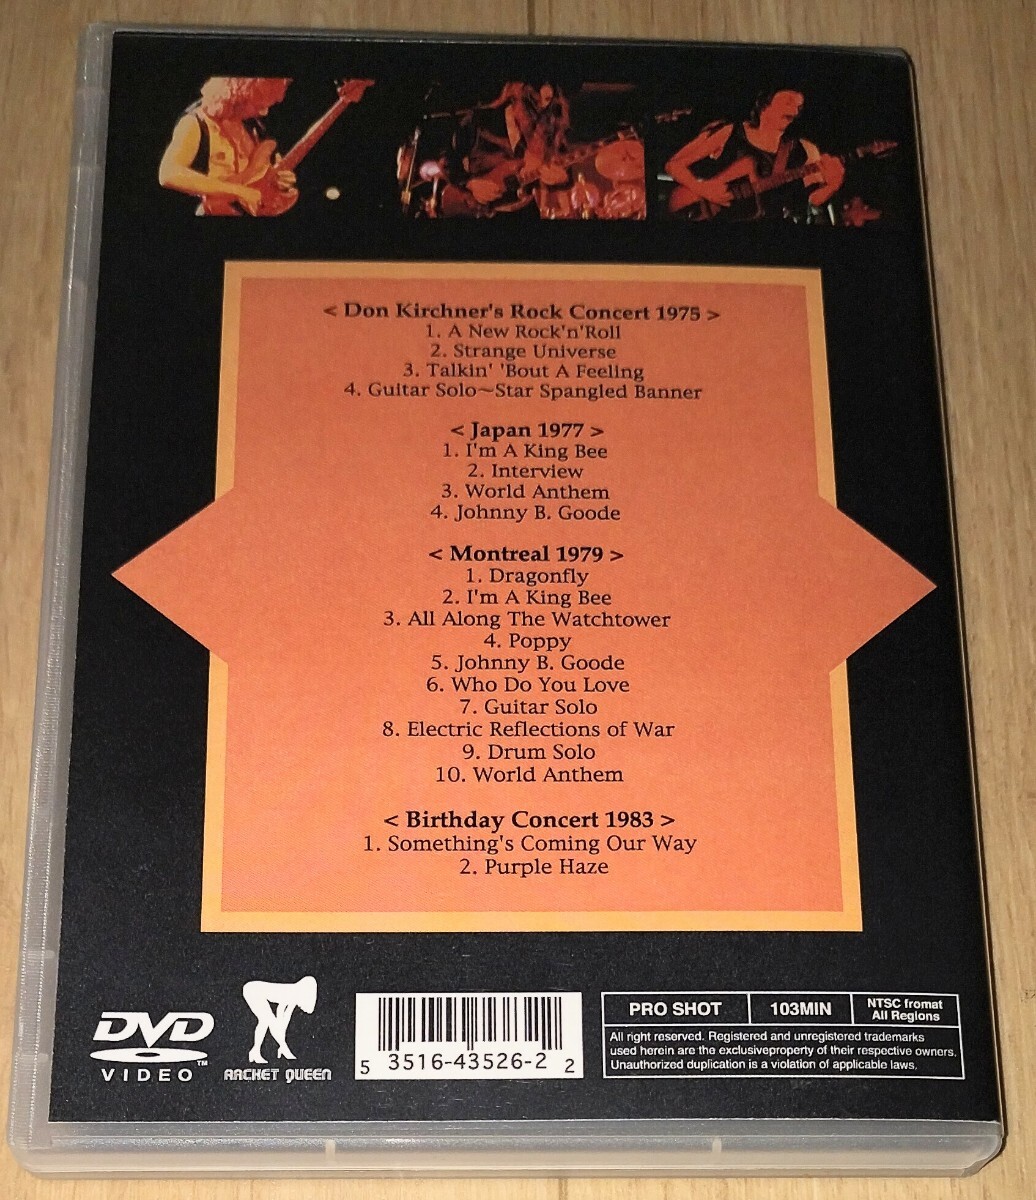 < Don Kirchner's Rock Concert 1975 >
1. A New Rock'n'Roll
2. Strange Universe
3. Talkin' 'Bout A Feeling
4. Guitar Solo~Star Spangled Banner
< Japan 1977 >
1. I'm A King Bee
2. Interview
3. World Anthem
4. Johnny B. Goode
< Montreal 1979 >
1. Dragonfly
2. I'm A King Bee
3. All Along The Watchtower
4. Poppy
5. Johnny B. Goode
6. Who Do You Love
7. Guitar Solo
8. Electric Reflections of War
9. Drum Solo
10. World Anthem
< Birthday Concert 1983 >
1. Something's Coming Our Way
2. Purple Haze
DVD
VIDEO™
RACKET QUEEN
5 3516-43526-2 2
PRO SHOT
103MIN
NTSC fromat
All Regions
All right reserved. Registered and unregistered trademarks
used herein are the exclusiveproperty of their respective owners.
Unauthorized duplication is a violation of applicable laws.